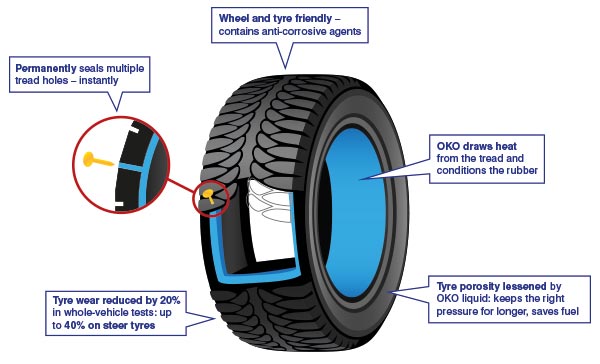 Wheel and tyre friendly –
contains anti-corrosive agents
Permanently seals multiple
tread holes – instantly
OKO draws heat
from the tread and
conditions the rubber
Tyre porosity lessened by
OKO liquid: keeps the right
pressure for longer, saves fuel
Tyre wear reduced by 20%
in whole-vehicle tests: up
to 40% on steer tyres